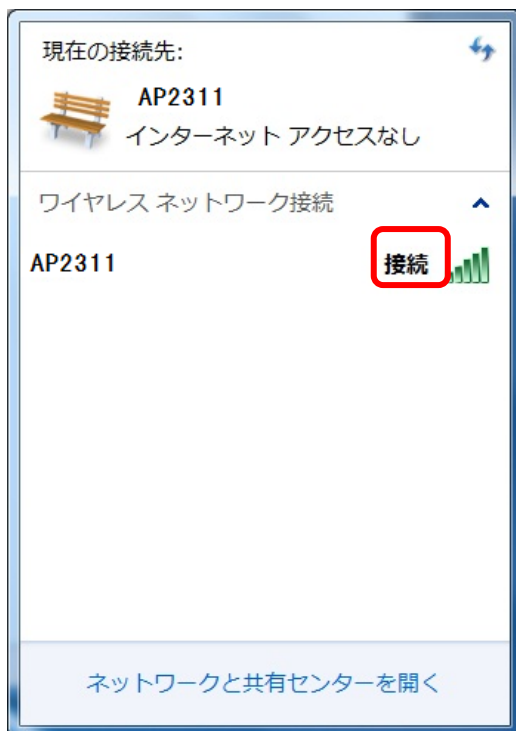 現在の接続先:
AP2311
インターネット アクセスなし
ワイヤレス ネットワーク接続
AP2311 接続
ネットワークと共有センターを開く